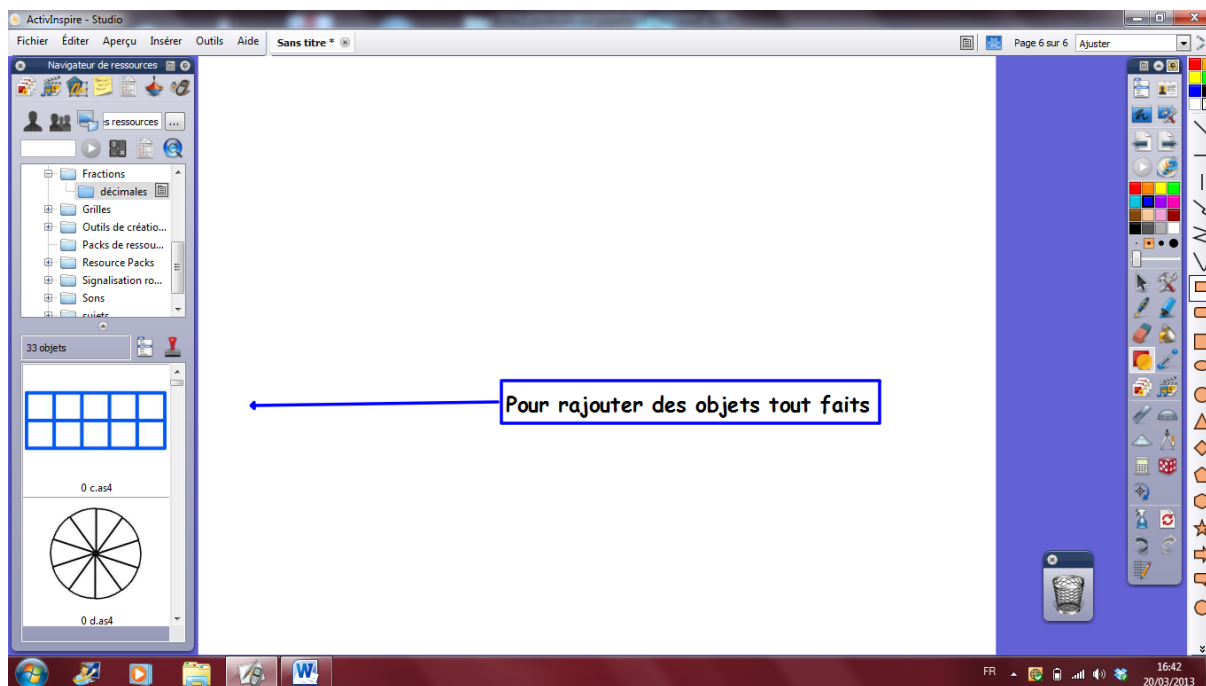 ActivInspire - Studio
Fichier Éditer Aperçu Insérer Outils Aide Sans titre * Page 6 sur 6 Ajuster
Navigateur de ressources
s ressources ...
Fractions
décimales
Grilles
Outils de créatio...
Packs de ressou...
Resource Packs
Signalisation ro...
Sons
sujets
33 objets
0 c.as4
0 d.as4
Pour rajouter des objets tout faits
FR 16:42
20/03/2013